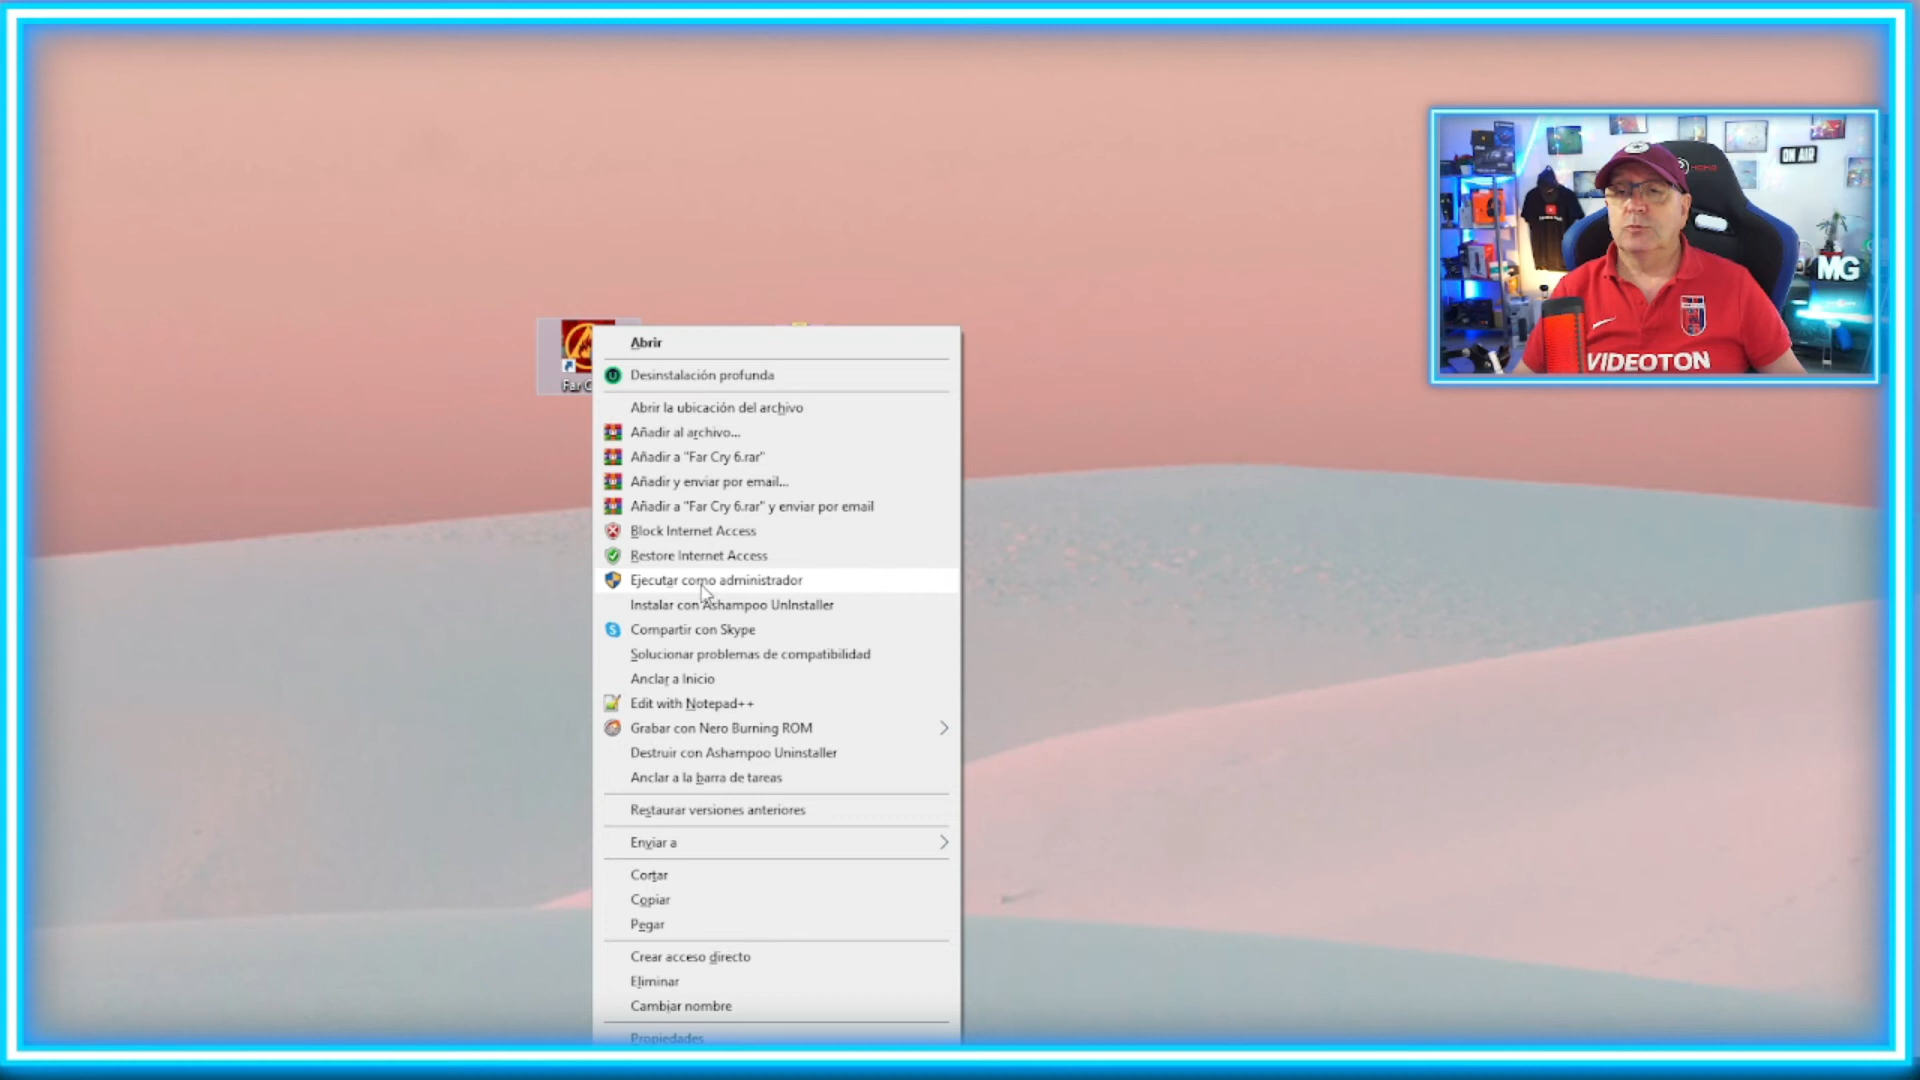 Abrir
Desinstalación profunda
Abrir la ubicación del archivo
Añadir al archivo...
Añadir a "Far Cry 6.rar"
Añadir y enviar por email...
Añadir a "Far Cry 6.rar" y enviar por email
Block Internet Access
Restore Internet Access
Ejecutar como administrador
Instalar con Ashampoo UnInstaller
Compartir con Skype
Solucionar problemas de compatibilidad
Anclar a Inicio
Edit with Notepad++
Grabar con Nero Burning ROM
Destruir con Ashampoo Uninstaller
Anclar a la barra de tareas
Restaurar versiones anteriores
Enviar a
Cortar
Copiar
Pegar
Crear acceso directo
Eliminar
Cambiar nombre
Propiedades
Far C
ON AIR
MG
VIDEOTON